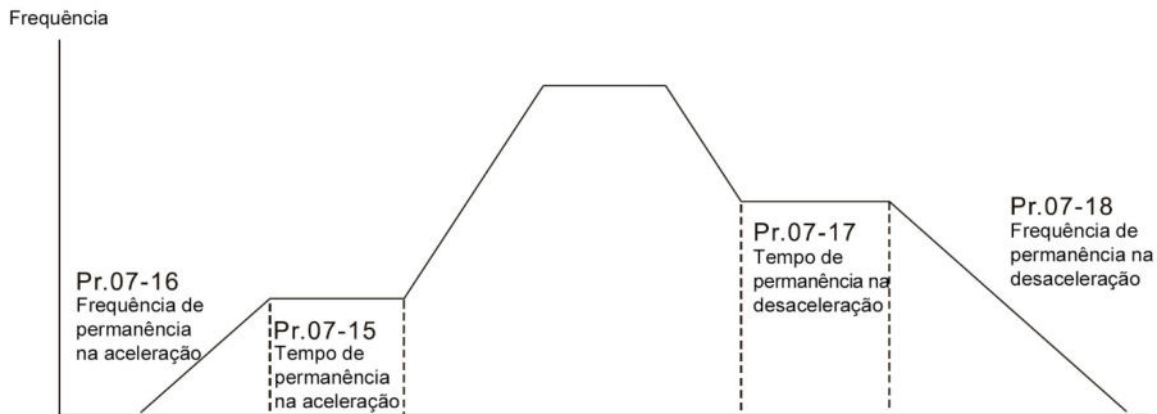 Frequência
Pr.07-16
Frequência de
permanência
na aceleração
Pr.07-15
Tempo de
permanência
na aceleração
Pr.07-17
Tempo de
permanência na
desaceleração
Pr.07-18
Frequência de
permanência na
desaceleração